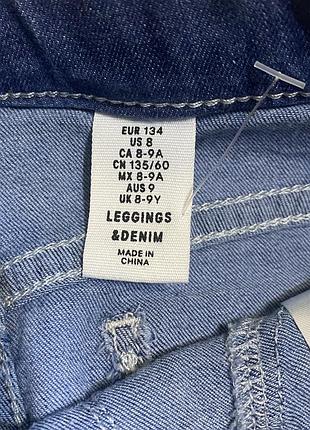 EUR 134
US 8
CA 8-9A
CN 135/60
MX 8-9A
AUS 9
UK 8-9Y
LEGGINGS
&DENIM
MADE IN
CHINA